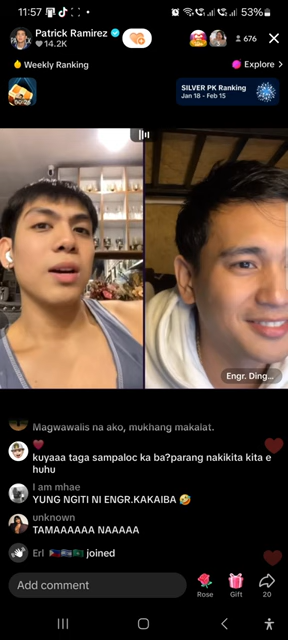 11:57
53%
Patrick Ramirez
14.2K
676
Weekly Ranking
Explore >
SILVER PK Ranking
Jan 18 - Feb 15
Engr. Ding...
Magwawalis na ako, mukhang makalat.
kuyaaa taga sampaloc ka ba?parang nakikita kita e
huhu
I am mhae
YUNG NGITI NI ENGR.KAKAIBA 🤣
unknown
TAMAAAAAA NAAAAA
Erl 🇵🇭 joined
Add comment
Rose
Gift
20